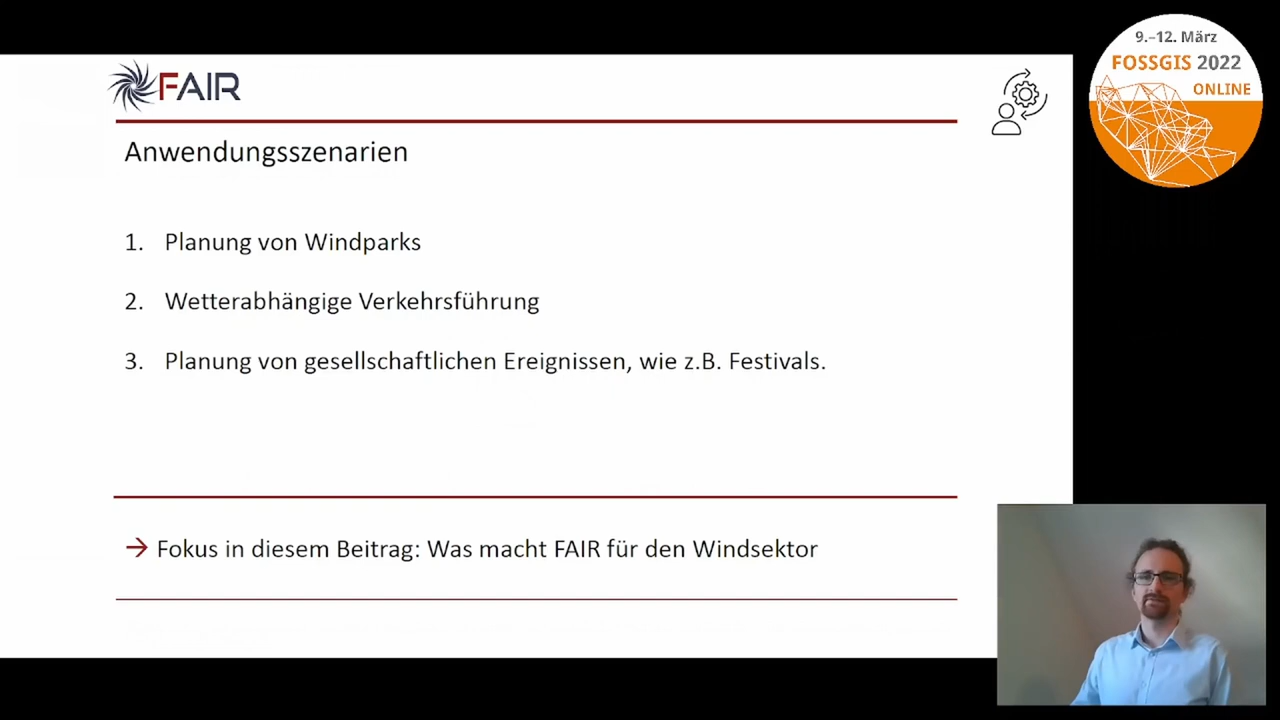 FAIR
Anwendungsszenarien
1. Planung von Windparks
2. Wetterabhängige Verkehrsführung
3. Planung von gesellschaftlichen Ereignissen, wie z.B. Festivals.
→ Fokus in diesem Beitrag: Was macht FAIR für den Windsektor
9.–12. März
FOSSGIS 2022
ONLINE